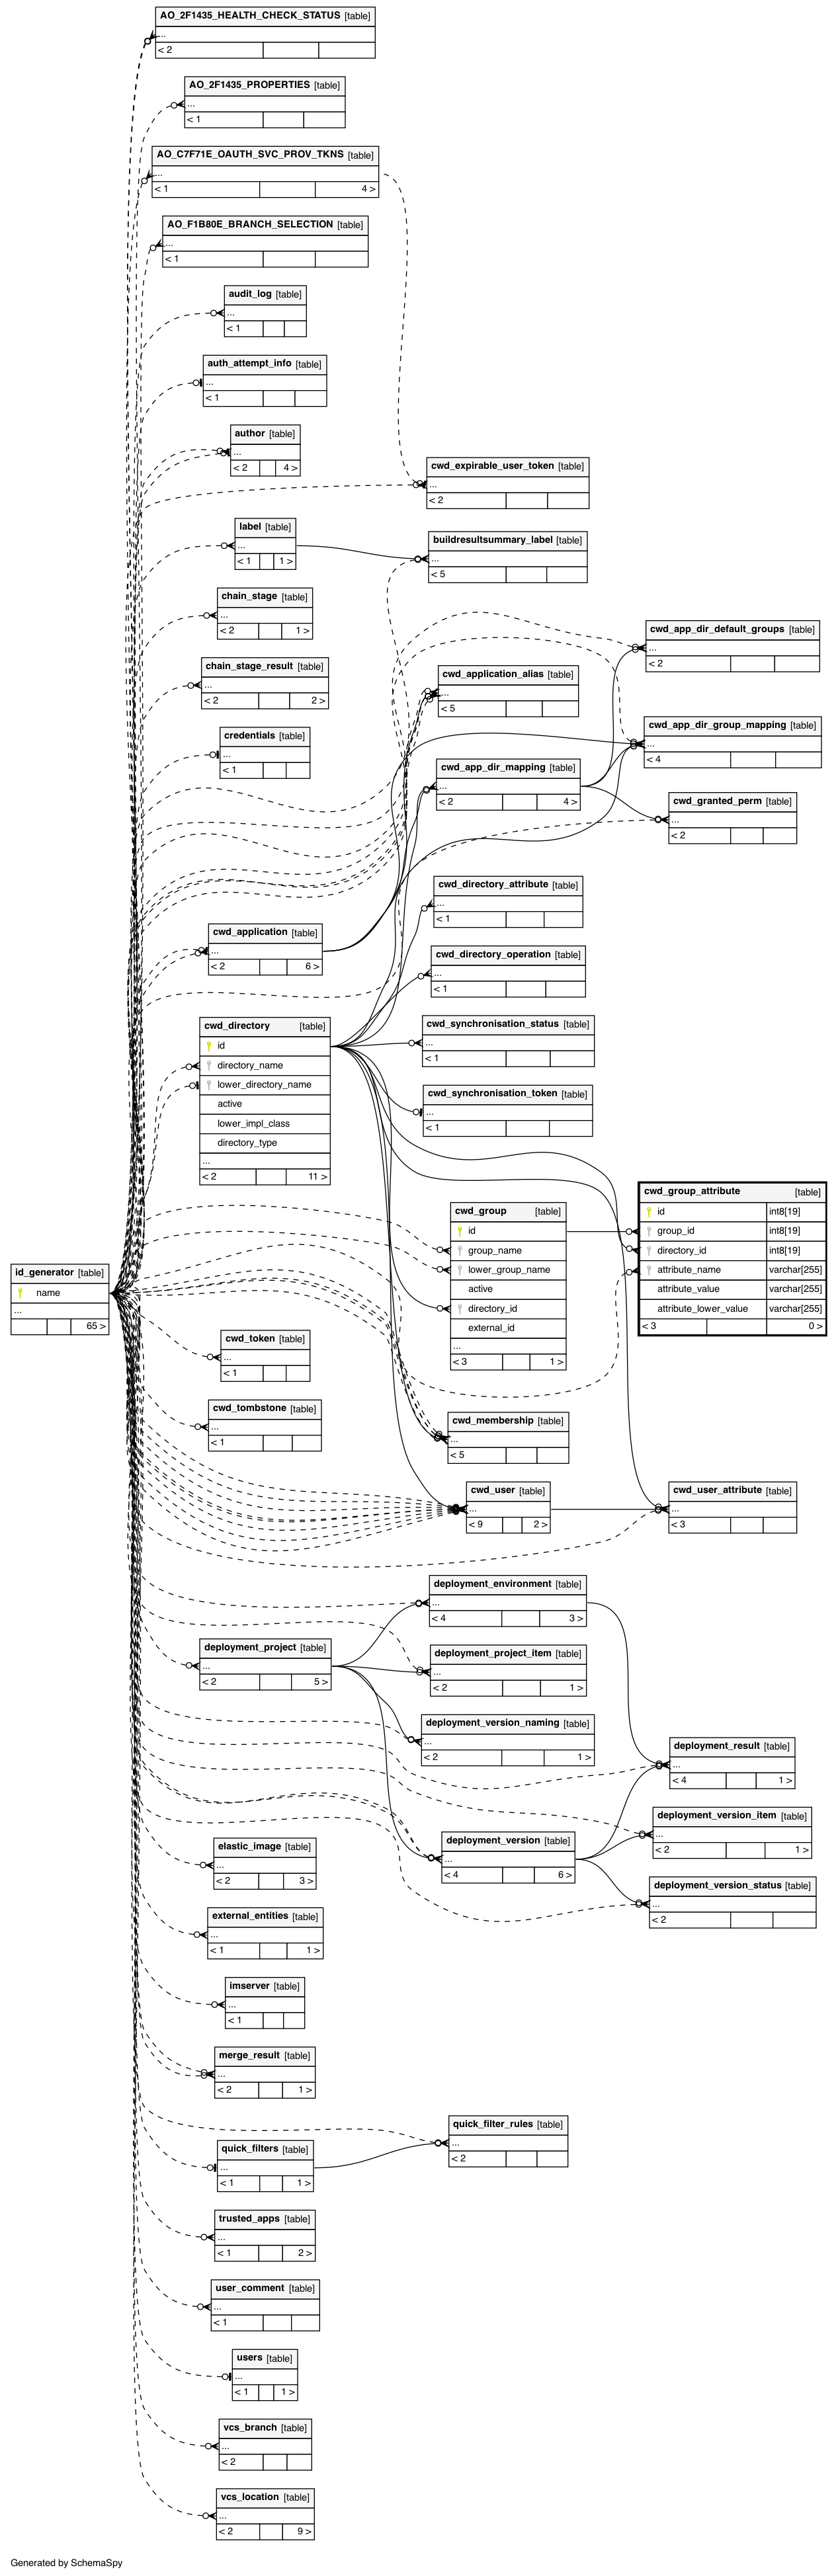 AO_2F1435_HEALTH_CHECK_STATUS [table]
...
< 2
AO_2F1435_PROPERTIES [table]
...
< 1
AO_C7F71E_OAUTH_SVC_PROV_TKNS [table]
...
< 1 4 >
AO_F1B80E_BRANCH_SELECTION [table]
...
< 1
audit_log [table]
...
< 1
auth_attempt_info [table]
...
< 1
author [table]
...
< 2 4 >
cwd_expirable_user_token [table]
...
< 2
label [table]
...
< 1 1 >
buildresultsummary_label [table]
...
< 5
chain_stage [table]
...
< 2 1 >
cwd_app_dir_default_groups [table]
...
< 2
chain_stage_result [table]
...
< 2 2 >
cwd_application_alias [table]
...
< 5
cwd_app_dir_group_mapping [table]
...
< 4
credentials [table]
...
< 1
cwd_app_dir_mapping [table]
...
< 2 4 >
cwd_granted_perm [table]
...
< 2
cwd_directory_attribute [table]
...
< 1
cwd_application [table]
...
< 2 6 >
cwd_directory_operation [table]
...
< 1
cwd_directory [table]
id
directory_name
lower_directory_name
active
lower_impl_class
directory_type
...
< 2 11 >
cwd_synchronisation_status [table]
...
< 1
cwd_synchronisation_token [table]
...
< 1
cwd_group [table]
id
group_name
lower_group_name
active
directory_id
external_id
...
< 3 1 >
cwd_group_attribute [table]
id int8[19]
group_id int8[19]
directory_id int8[19]
attribute_name varchar[255]
attribute_value varchar[255]
attribute_lower_value varchar[255]
< 3 0 >
id_generator [table]
name
...
65 >
cwd_token [table]
...
< 1
cwd_tombstone [table]
...
< 1
cwd_membership [table]
...
< 5
cwd_user [table]
...
< 9 2 >
cwd_user_attribute [table]
...
< 3
deployment_environment [table]
...
< 4 3 >
deployment_project [table]
...
< 2 5 >
deployment_project_item [table]
...
< 2 1 >
deployment_version_naming [table]
...
< 2 1 >
deployment_result [table]
...
< 4 1 >
deployment_version_item [table]
...
< 2 1 >
deployment_version [table]
...
< 4 6 >
deployment_version_status [table]
...
< 2
elastic_image [table]
...
< 2 3 >
external_entities [table]
...
< 1 1 >
imserver [table]
...
< 1
merge_result [table]
...
< 2 1 >
quick_filter_rules [table]
...
< 2
quick_filters [table]
...
< 1 1 >
trusted_apps [table]
...
< 1 2 >
user_comment [table]
...
< 1
users [table]
...
< 1 1 >
vcs_branch [table]
...
< 2
vcs_location [table]
...
< 2 9 >
Generated by SchemaSpy